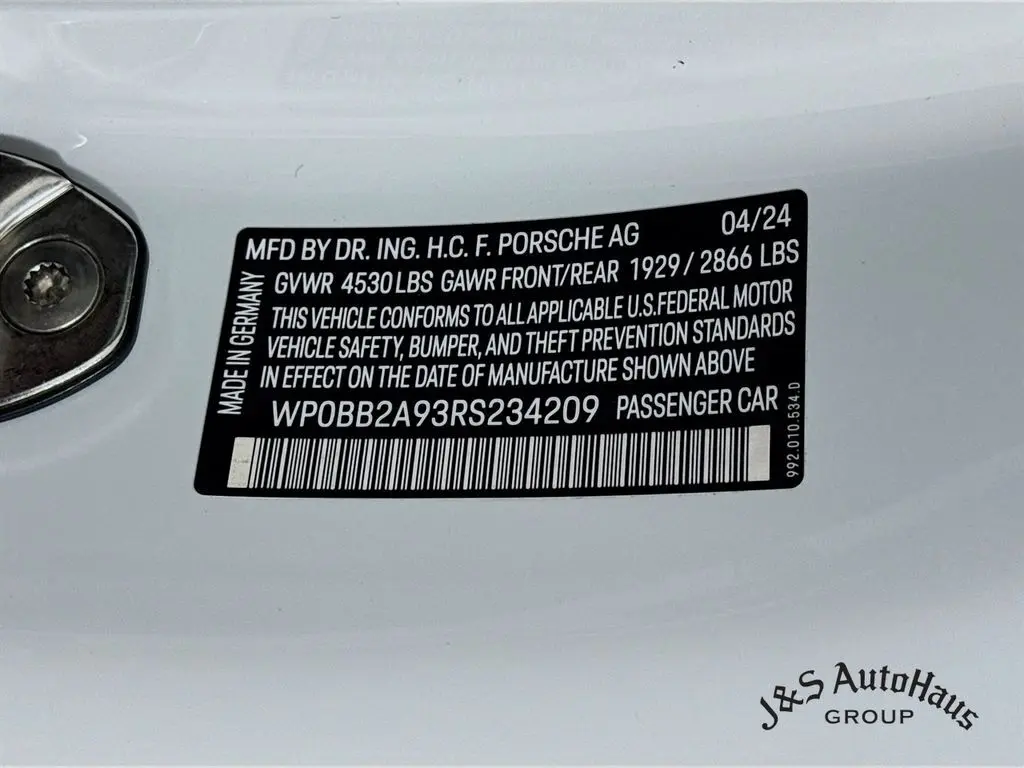 MFD BY DR. ING. H.C. F. PORSCHE AG 04/24
GVWR 4530 LBS GAWR FRONT/REAR 1929 / 2866 LBS
THIS VEHICLE CONFORMS TO ALL APPLICABLE U.S.FEDERAL MOTOR
VEHICLE SAFETY, BUMPER, AND THEFT PREVENTION STANDARDS
IN EFFECT ON THE DATE OF MANUFACTURE SHOWN ABOVE
WP0BB2A93RS234209 PASSENGER CAR
MADE IN GERMANY
992.010.534.0
J&S AutoHaus
GROUP